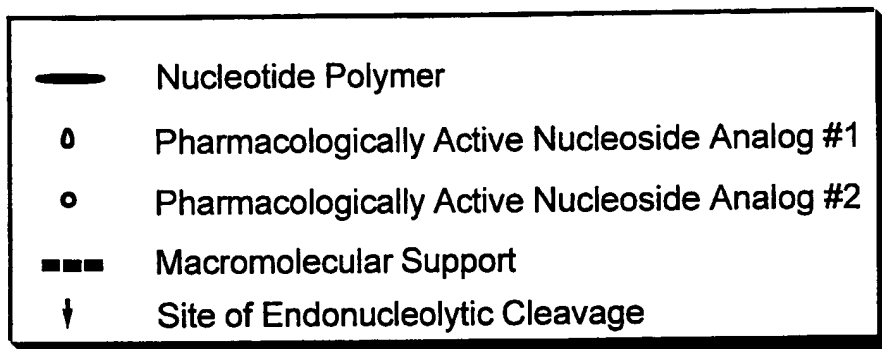 Nucleotide Polymer
Pharmacologically Active Nucleoside Analog #1
Pharmacologically Active Nucleoside Analog #2
Macromolecular Support
Site of Endonucleolytic Cleavage